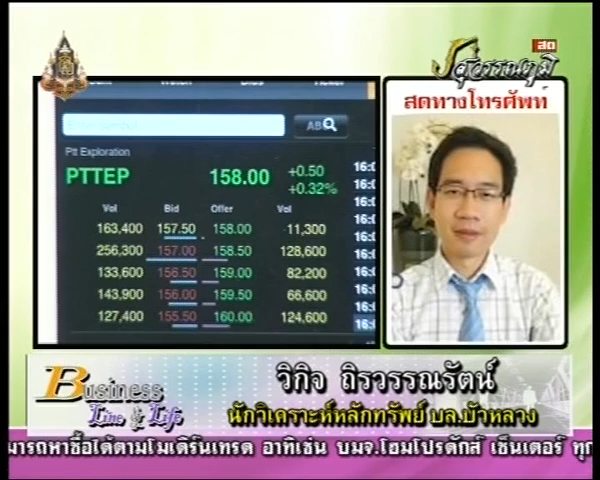 สด
สุวรรณภูมิ
สดทางโทรศัพท์
Ptt Exploration
PTTEP 158.00 +0.50
+0.32%
Vol Bid Offer Vol
163,400 157.50 158.00 11,300
256,300 157.00 158.50 128,600
133,600 156.50 159.00 82,200
143,900 156.00 159.50 66,600
127,400 155.50 160.00 124,600
Business
Line & Life
วิกิจ ถิรวรรณรัตน์
นักวิเคราะห์หลักทรัพย์ บล.บัวหลวง
มารถหาซื้อได้ตามโมเดิร์นเทรด อาทิเช่น บมจ.โฮมโปรดักส์ เซ็นเตอร์ ทุก